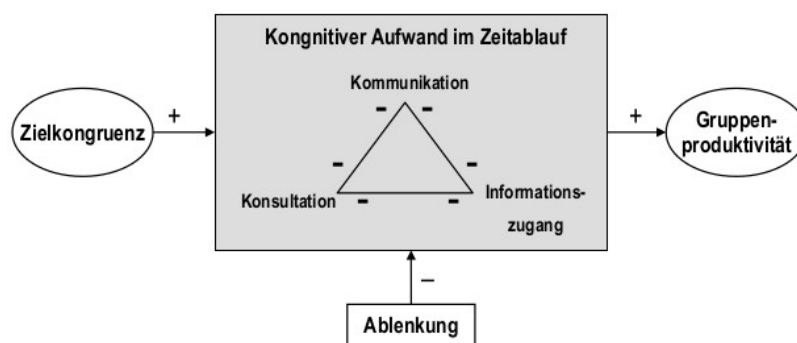 Kongnitiver Aufwand im Zeitablauf
Kommunikation
- -
Zielkongruenz
+
+
Gruppen-
produktivität
- -
Konsultation
- -
Informations-
zugang
–
Ablenkung